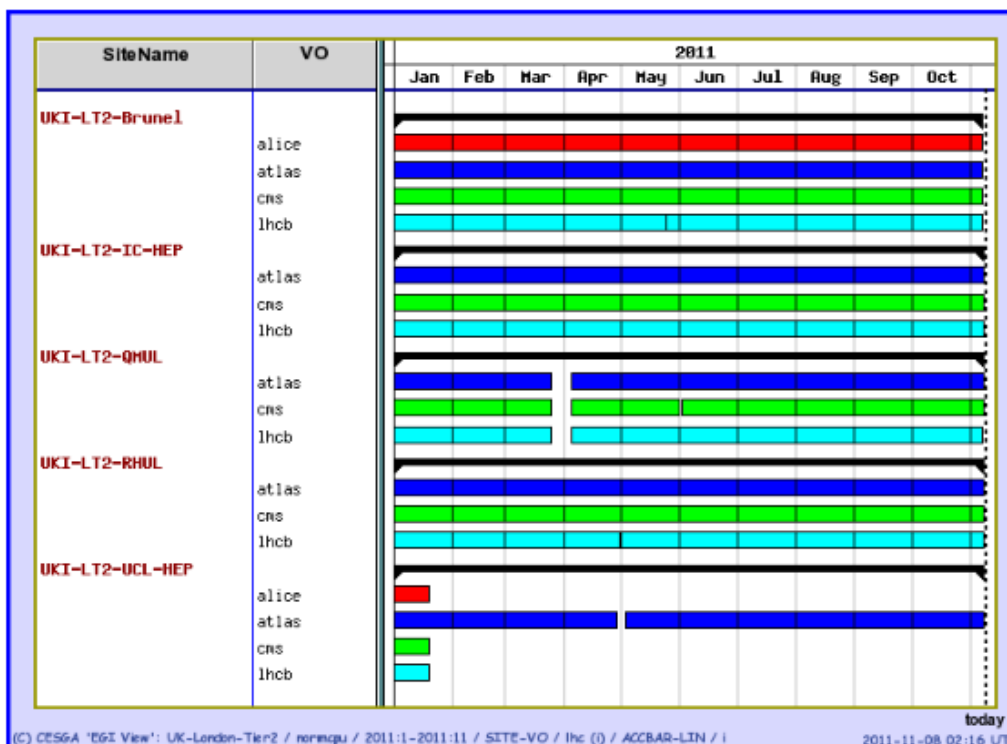 SiteName VO 2011
Jan Feb Mar Apr May Jun Jul Aug Sep Oct
UKI-LT2-Brunel
alice
atlas
cms
lhcb
UKI-LT2-IC-HEP
atlas
cms
lhcb
UKI-LT2-QMUL
atlas
cms
lhcb
UKI-LT2-RHUL
atlas
cms
lhcb
UKI-LT2-UCL-HEP
alice
atlas
cms
lhcb
today
(C) CESGA 'EGI View': UK-London-Tier2 / normcpu / 2011:1-2011:11 / SITE-VO / lhc (i) / ACCBAR-LIN / i 2011-11-08 02:16